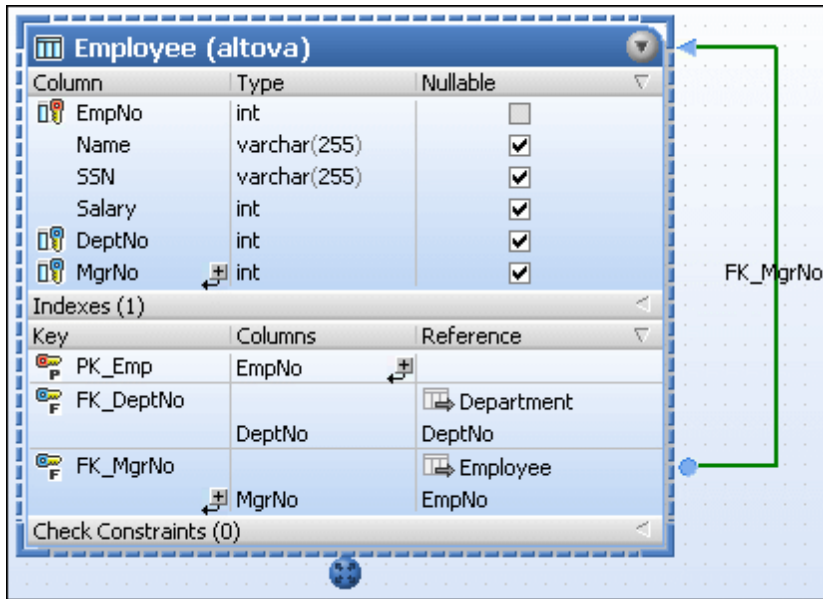 Employee (altova)
Column Type Nullable
EmpNo int
Name varchar(255)
SSN varchar(255)
Salary int
DeptNo int
MgrNo int
FK_MgrNo
Indexes (1)
Key Columns Reference
P PK_Emp EmpNo
F FK_DeptNo Department
DeptNo DeptNo
F FK_MgrNo Employee
MgrNo EmpNo
Check Constraints (0)